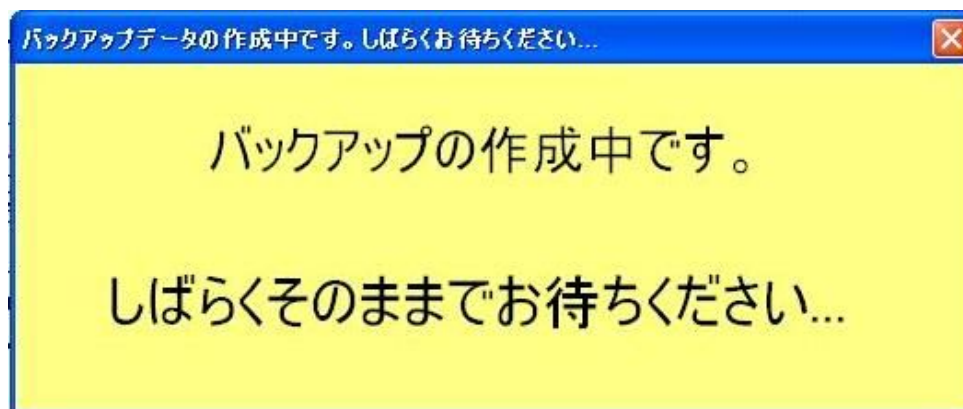 バックアップデータの作成中です。しばらくお待ちください...
バックアップの作成中です。
しばらくそのままでお待ちください...